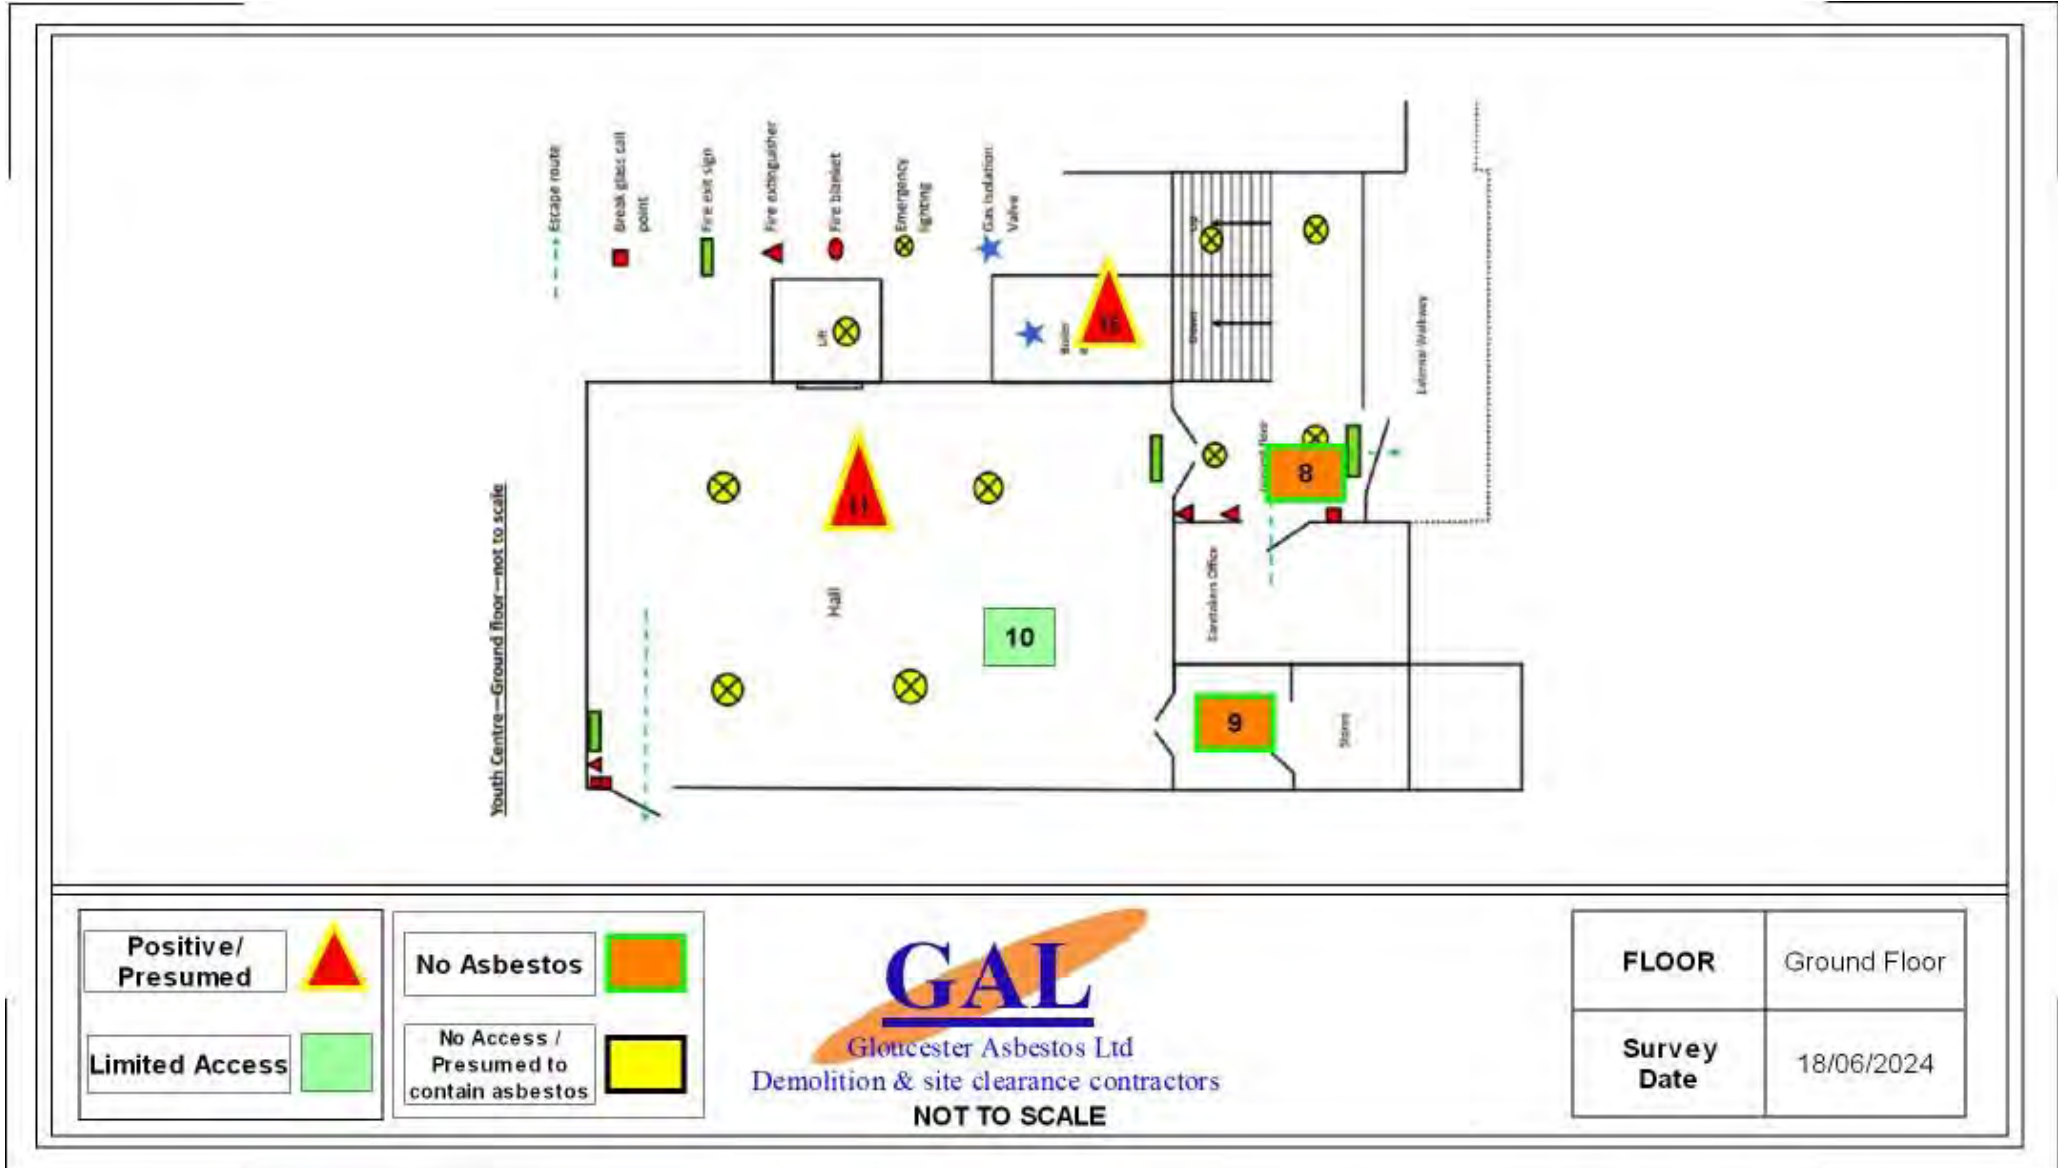 Youth Centre—Ground floor—not to scale
Escape route
Break glass call
point
Fire exit sign
Fire extinguisher
Fire blanket
Emergency
lighting
Gas isolation
Valve
Lift
Boiler
Up
Down
External Walkway
Ground floor
Hall
Caretakers Office
Stores
11
8
10
9
Positive/
Presumed
Limited Access
No Asbestos
No Access /
Presumed to
contain asbestos
GAL
Gloucester Asbestos Ltd
Demolition & site clearance contractors
NOT TO SCALE
FLOOR
Ground Floor
Survey
Date
18/06/2024